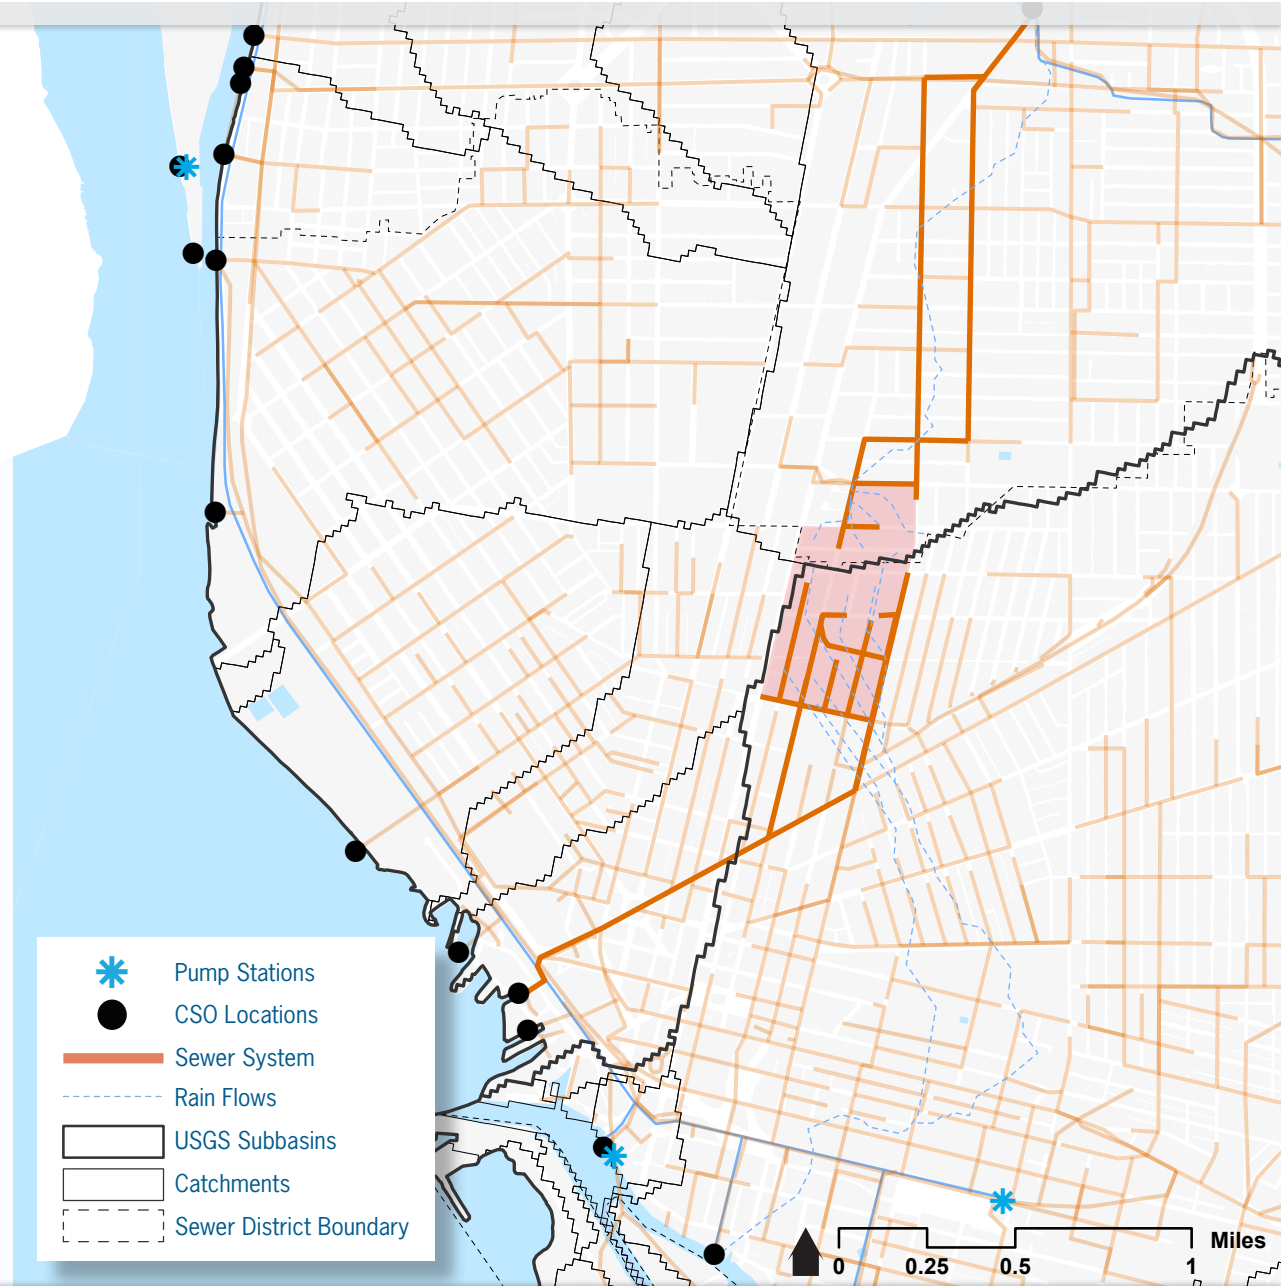 Pump Stations
CSO Locations
Sewer System
Rain Flows
USGS Subbasins
Catchments
Sewer District Boundary
Miles
0 0.25 0.5 1